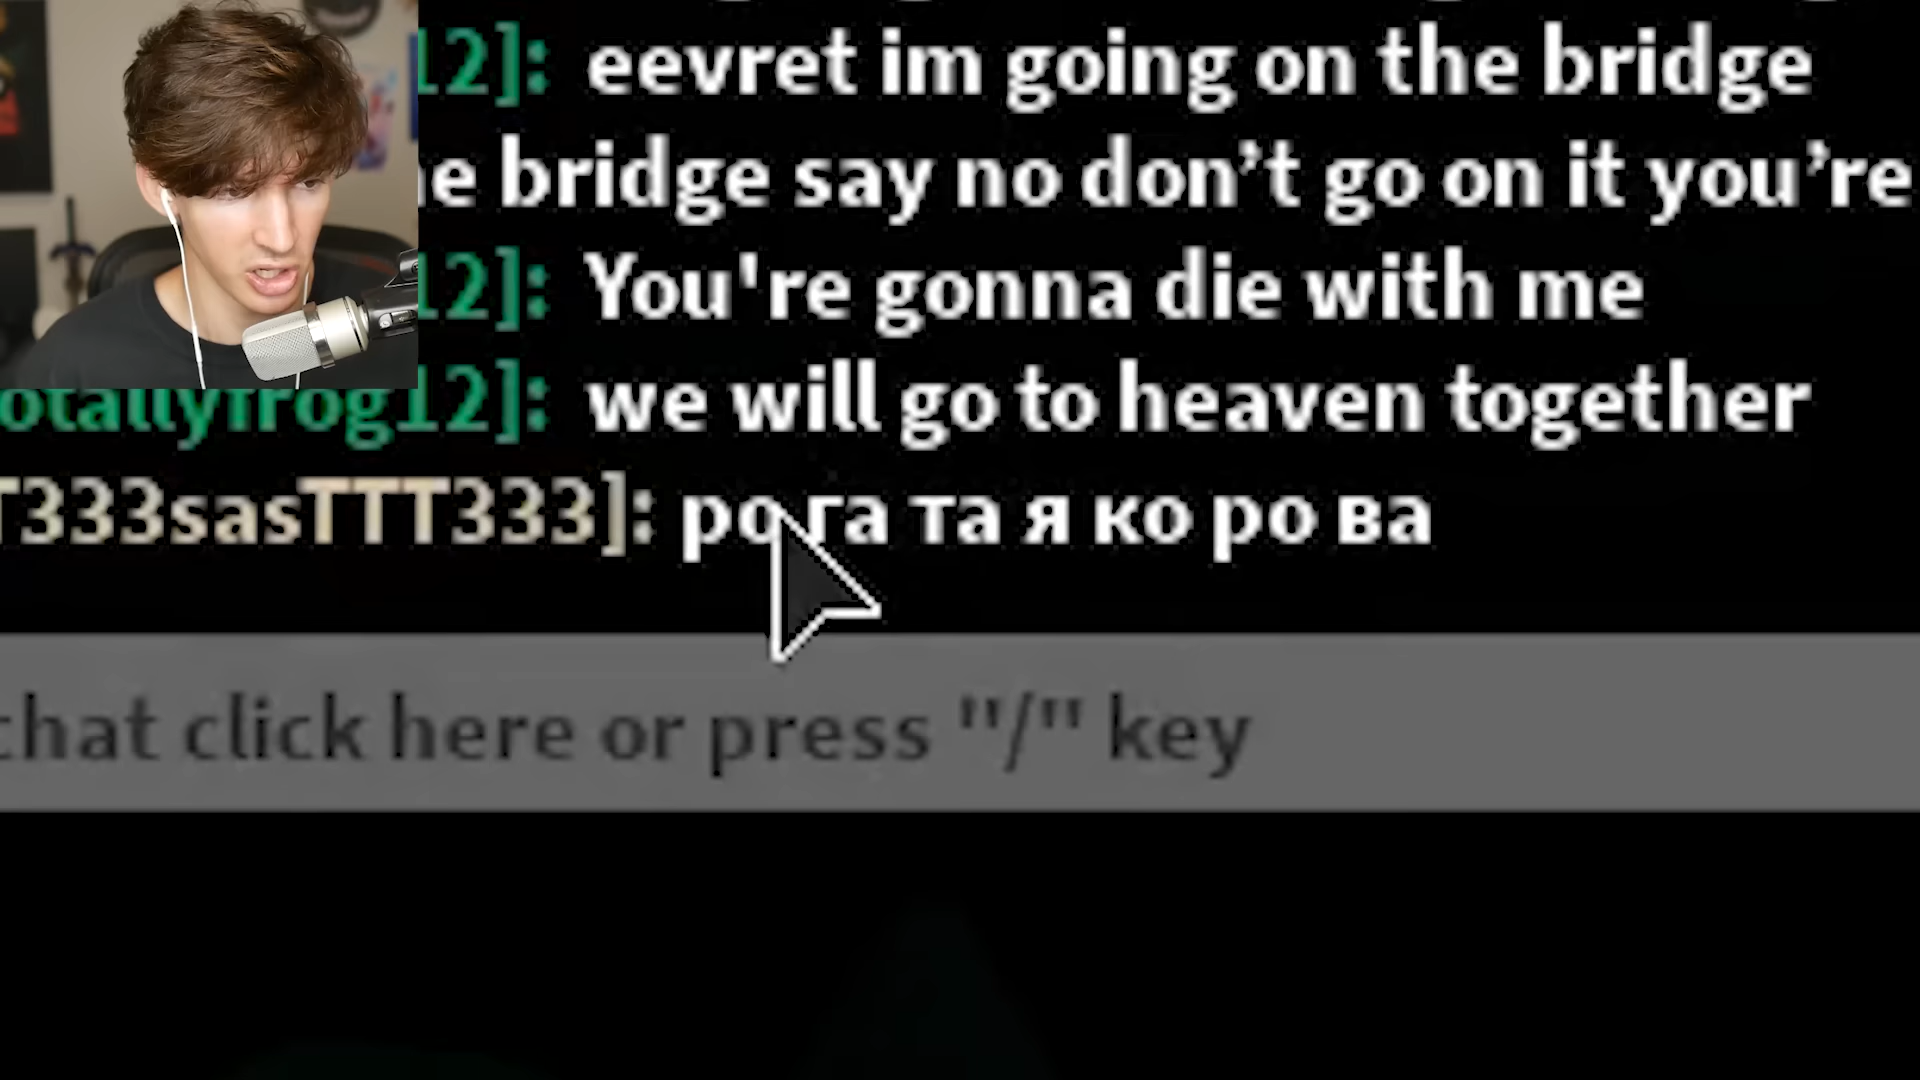 12]: eevret im going on the bridge
bridge say no don’t go on it you’re
12]: You're gonna die with me
otallyfrog12]: we will go to heaven together
T333sasTTT333]: ро га та я ко ро ва
chat click here or press "/" key